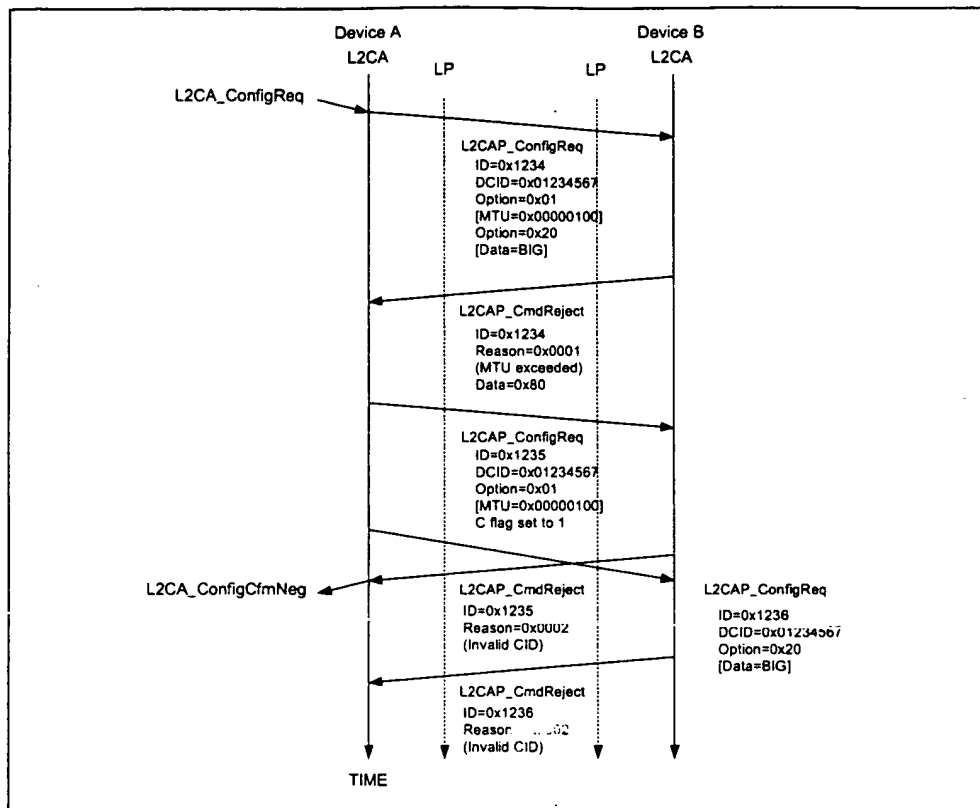 Device A
L2CA
LP
LP
Device B
L2CA
L2CA_ConfigReq
L2CAP_ConfigReq
ID=0x1234
DCID=0x01234567
Option=0x01
[MTU=0x00000100]
Option=0x20
[Data=BIG]
L2CAP_CmdReject
ID=0x1234
Reason=0x0001
(MTU exceeded)
Data=0x80
L2CAP_ConfigReq
ID=0x1235
DCID=0x01234567
Option=0x01
[MTU=0x00000100]
C flag set to 1
L2CA_ConfigCfmNeg
L2CAP_CmdReject
ID=0x1235
Reason=0x0002
(Invalid CID)
L2CAP_ConfigReq
ID=0x1236
DCID=0x01234567
Option=0x20
[Data=BIG]
L2CAP_CmdReject
ID=0x1236
(Invalid CID)
TIME